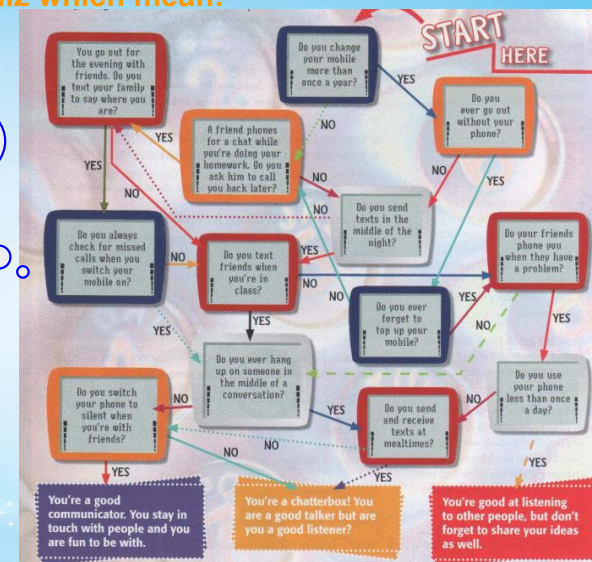 START
HERE
Do you change
your mobile
more than
once a year?
YES
NO
You go out for
the evening with
friends. Do you
text your family
to say where you
are?
YES
NO
A friend phones
for a chat while
you're doing your
homework. Do you
ask him to call
you back later?
YES
NO
Do you
ever go out
without your
phone?
NO
YES
Do you send
texts in the
middle of the
night?
NO
YES
Do you always
check for missed
calls when you
switch your
mobile on?
NO
YES
Do you text
friends when
you're in
class?
NO
YES
Do you ever
forget to
top up your
mobile?
NO
YES
Do your friends
phone you
when they have
a problem?
NO
YES
Do you ever hang
up on someone in
the middle of a
conversation?
NO
YES
Do you use
your phone
less than once
a day?
NO
YES
Do you switch
your phone to
silent when
you're with
friends?
NO
YES
Do you send
and receive
texts at
mealtimes?
NO
YES
You're a good
communicator. You stay in
touch with people and you
are fun to be with.
You're a chatterbox! You
are a good talker but are
you a good listener?
You're good at listening
to other people, but don't
forget to share your ideas
as well.